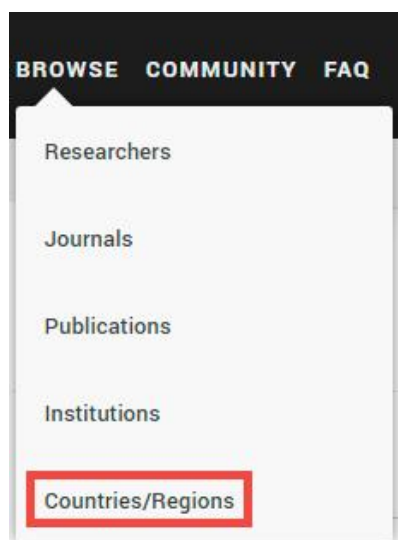 BROWSE COMMUNITY FAQ
Researchers
Journals
Publications
Institutions
Countries/Regions